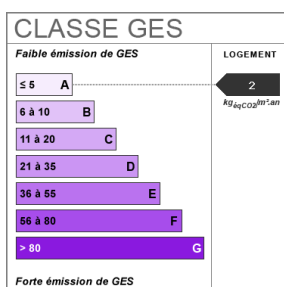 CLASSE GES
Faible émission de GES
LOGEMENT
≤ 5 A
2
kgéqCO2/m².an
6 à 10 B
11 à 20 C
21 à 35 D
36 à 55 E
56 à 80 F
> 80 G
Forte émission de GES